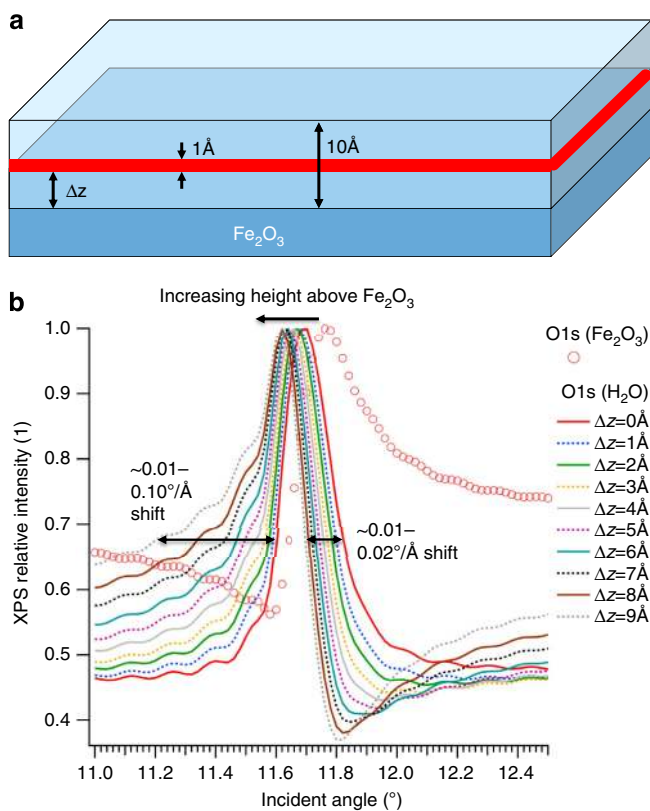 a
1Å
10Å
Δz
Fe₂O₃
b
Increasing height above Fe₂O₃
1.0
0.9
0.8
0.7
0.6
0.5
0.4
XPS relative intensity (1)
~0.01–
0.10°/Å
shift
~0.01–
0.02°/Å shift
11.0
11.2
11.4
11.6
11.8
12.0
12.2
12.4
Incident angle (°)
O1s (Fe₂O₃)
O1s (H₂O)
Δz=0Å
Δz=1Å
Δz=2Å
Δz=3Å
Δz=4Å
Δz=5Å
Δz=6Å
Δz=7Å
Δz=8Å
Δz=9Å